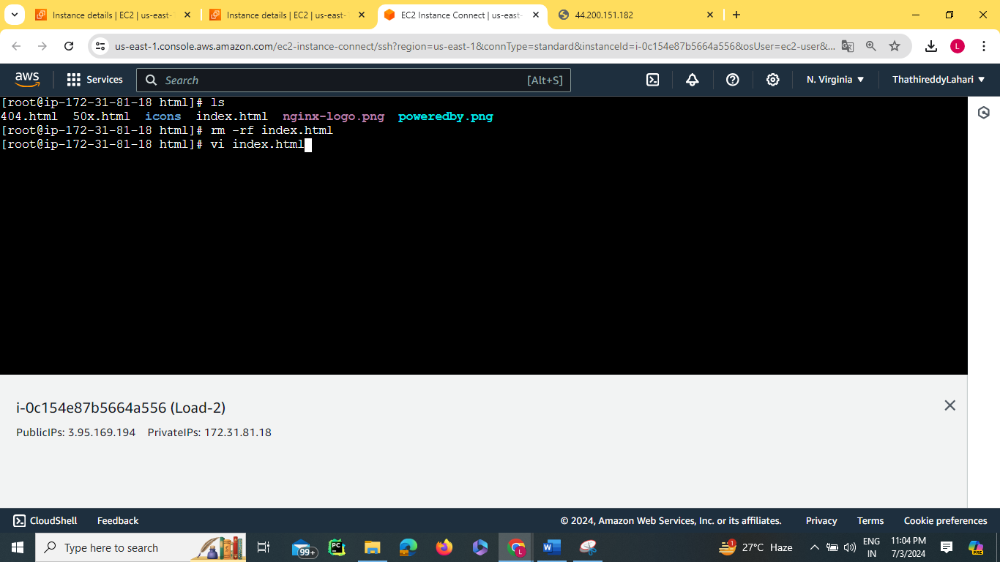 Instance details | EC2 | us-east- Instance details | EC2 | us-east- EC2 Instance Connect | us-east- 44.200.151.182
us-east-1.console.aws.amazon.com/ec2-instance-connect/ssh?region=us-east-1&connType=standard&instanceId=i-0c154e87b5664a556&osUser=ec2-user&... L
aws Services Search [Alt+S] N. Virginia ThathireddyLahari
[root@ip-172-31-81-18 html]# ls
404.html 50x.html icons index.html nginx-logo.png poweredby.png
[root@ip-172-31-81-18 html]# rm -rf index.html
[root@ip-172-31-81-18 html]# vi index.html
i-0c154e87b5664a556 (Load-2)
PublicIPs: 3.95.169.194 PrivateIPs: 172.31.81.18
CloudShell Feedback © 2024, Amazon Web Services, Inc. or its affiliates. Privacy Terms Cookie preferences
Type here to search 99+ PC L W 1 27°C Haze ENG 11:04 PM PRE
IN 7/3/2024